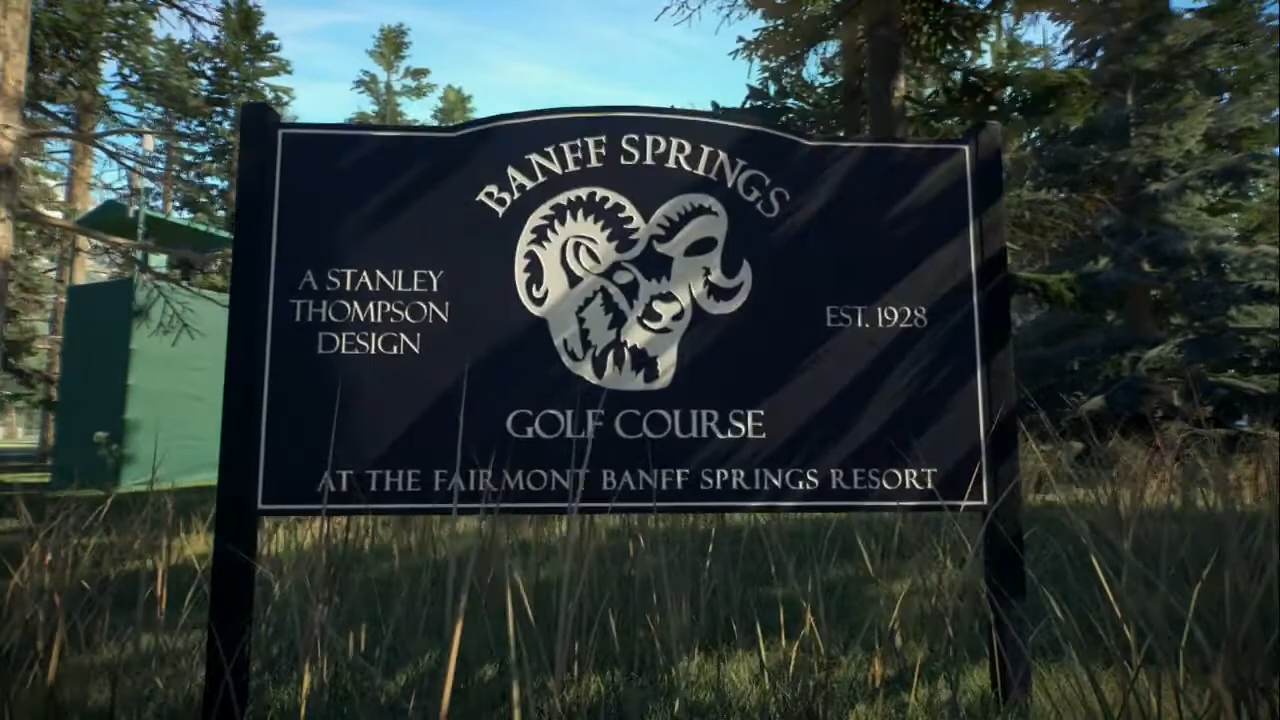 BANFF SPRINGS
A STANLEY
THOMPSON
DESIGN
EST. 1928
GOLF COURSE
AT THE FAIRMONT BANFF SPRINGS RESORT